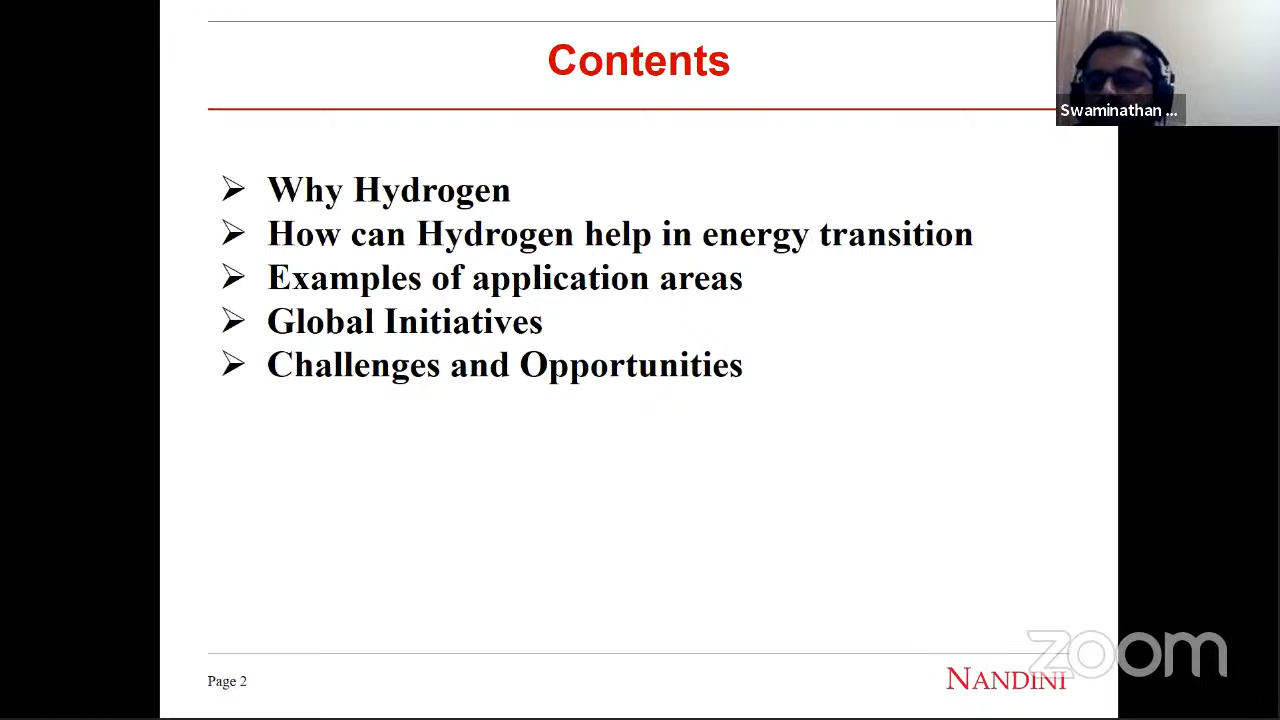 Contents
Swaminathan ...
➢ Why Hydrogen
➢ How can Hydrogen help in energy transition
➢ Examples of application areas
➢ Global Initiatives
➢ Challenges and Opportunities
zoom
Page 2
NANDINI